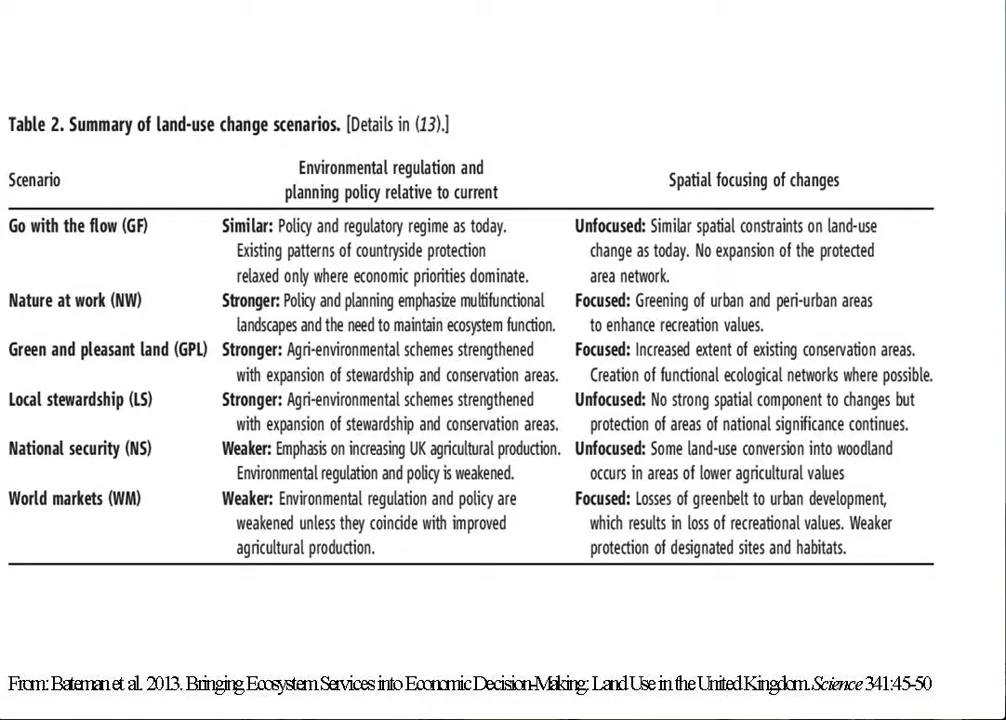 Table 2. Summary of land-use change scenarios. [Details in (13).]
Scenario
Environmental regulation and
planning policy relative to current
Spatial focusing of changes
Go with the flow (GF)
Similar: Policy and regulatory regime as today.
Existing patterns of countryside protection
relaxed only where economic priorities dominate.
Unfocused: Similar spatial constraints on land-use
change as today. No expansion of the protected
area network.
Nature at work (NW)
Stronger: Policy and planning emphasize multifunctional
landscapes and the need to maintain ecosystem function.
Focused: Greening of urban and peri-urban areas
to enhance recreation values.
Green and pleasant land (GPL)
Stronger: Agri-environmental schemes strengthened
with expansion of stewardship and conservation areas.
Focused: Increased extent of existing conservation areas.
Creation of functional ecological networks where possible.
Local stewardship (LS)
Stronger: Agri-environmental schemes strengthened
with expansion of stewardship and conservation areas.
Unfocused: No strong spatial component to changes but
protection of areas of national significance continues.
National security (NS)
Weaker: Emphasis on increasing UK agricultural production.
Environmental regulation and policy is weakened.
Unfocused: Some land-use conversion into woodland
occurs in areas of lower agricultural values
World markets (WM)
Weaker: Environmental regulation and policy are
weakened unless they coincide with improved
agricultural production.
Focused: Losses of greenbelt to urban development,
which results in loss of recreational values. Weaker
protection of designated sites and habitats.
From: Bateman et al. 2013. Bringing Ecosystem Services into Economic Decision-Making: Land Use in the United Kingdom. Science 341:45-50